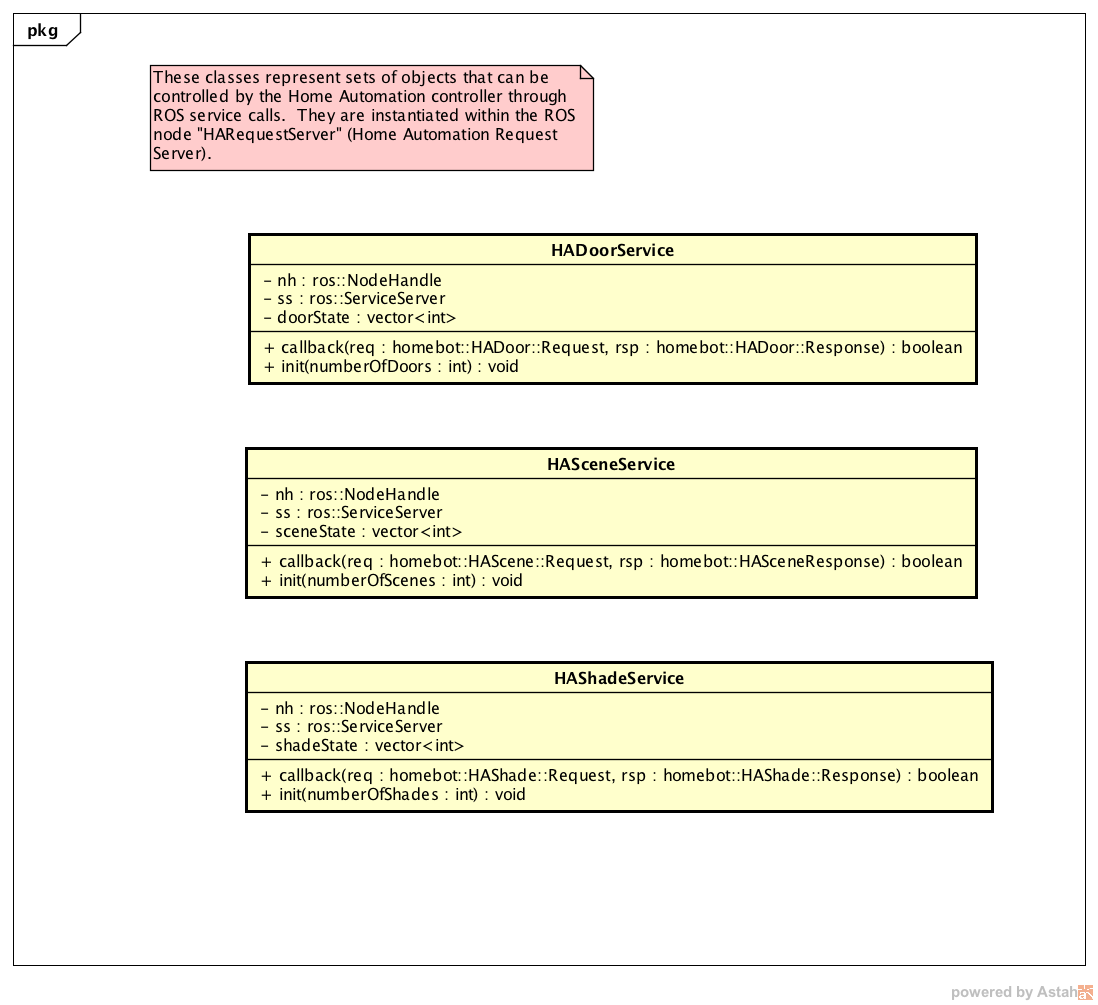 pkg
These classes represent sets of objects that can be
controlled by the Home Automation controller through
ROS service calls.  They are instantiated within the ROS
node "HARequestServer" (Home Automation Request
Server).
HADoorService
- nh : ros::NodeHandle
- ss : ros::ServiceServer
- doorState : vector<int>
+ callback(req : homebot::HADoor::Request, rsp : homebot::HADoor::Response) : boolean
+ init(numberOfDoors : int) : void
HASceneService
- nh : ros::NodeHandle
- ss : ros::ServiceServer
- sceneState : vector<int>
+ callback(req : homebot::HAScene::Request, rsp : homebot::HASceneResponse) : boolean
+ init(numberOfScenes : int) : void
HAShadeService
- nh : ros::NodeHandle
- ss : ros::ServiceServer
- shadeState : vector<int>
+ callback(req : homebot::HAShade::Request, rsp : homebot::HAShade::Response) : boolean
+ init(numberOfShades : int) : void
powered by Astah